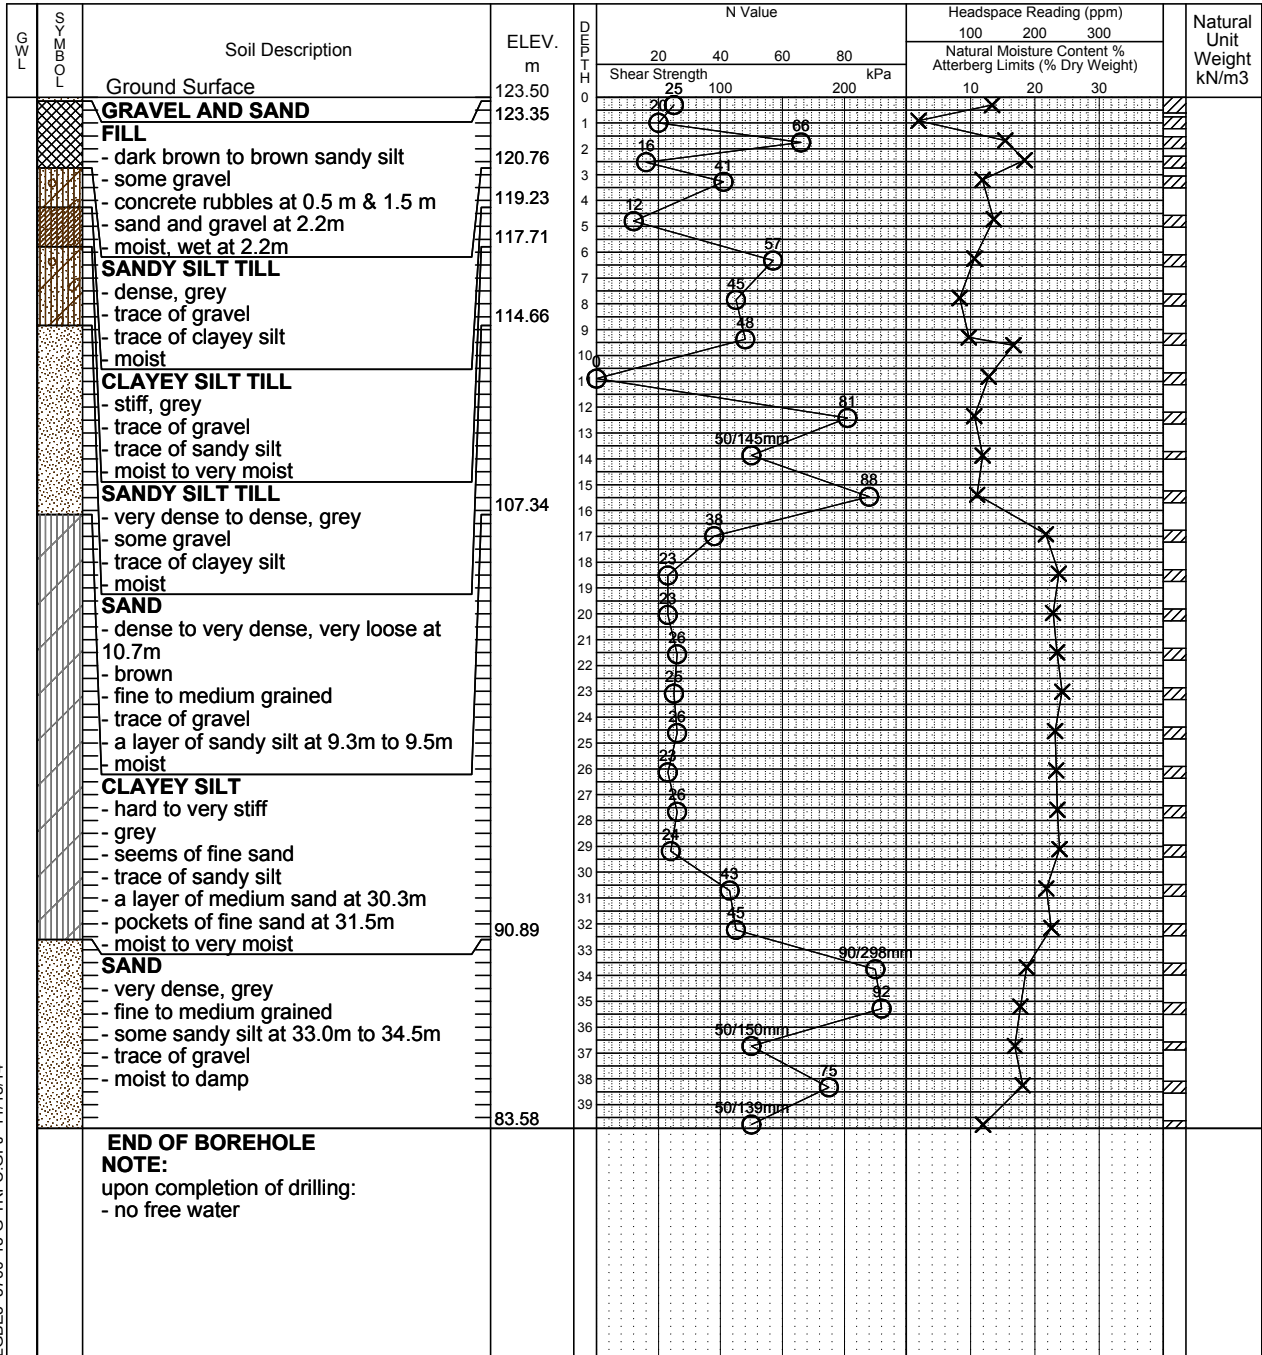 GWL
SYMBOL
Soil Description
ELEV.
m
DEPTH
N Value
20 40 60 80
Shear Strength kPa
100 200
Headspace Reading (ppm)
100 200 300
Natural Moisture Content %
Atterberg Limits (% Dry Weight)
10 20 30
Natural
Unit
Weight
kN/m3
Ground Surface
123.50
GRAVEL AND SAND
123.35
FILL
- dark brown to brown sandy silt
120.76
- some gravel
- concrete rubbles at 0.5 m & 1.5 m
119.23
- sand and gravel at 2.2m
- moist, wet at 2.2m
117.71
SANDY SILT TILL
- dense, grey
- trace of gravel
114.66
- trace of clayey silt
- moist
CLAYEY SILT TILL
- stiff, grey
- trace of gravel
- trace of sandy silt
- moist to very moist
SANDY SILT TILL
107.34
- very dense to dense, grey
- some gravel
- trace of clayey silt
- moist
SAND
- dense to very dense, very loose at
10.7m
- brown
- fine to medium grained
- trace of gravel
- a layer of sandy silt at 9.3m to 9.5m
- moist
CLAYEY SILT
- hard to very stiff
- grey
- seems of fine sand
- trace of sandy silt
- a layer of medium sand at 30.3m
- pockets of fine sand at 31.5m
90.89
- moist to very moist
SAND
- very dense, grey
- fine to medium grained
- some sandy silt at 33.0m to 34.5m
- trace of gravel
- moist to damp
83.58
END OF BOREHOLE
NOTE:
upon completion of drilling:
- no free water
0
1
2
3
4
5
6
7
8
9
10
11
12
13
14
15
16
17
18
19
20
21
22
23
24
25
26
27
28
29
30
31
32
33
34
35
36
37
38
39
25
20
66
16
41
12
57
45
48
0
81
50/145mm
88
38
23
23
26
25
26
23
26
24
43
45
90/298mm
92
50/150mm
75
50/139mm